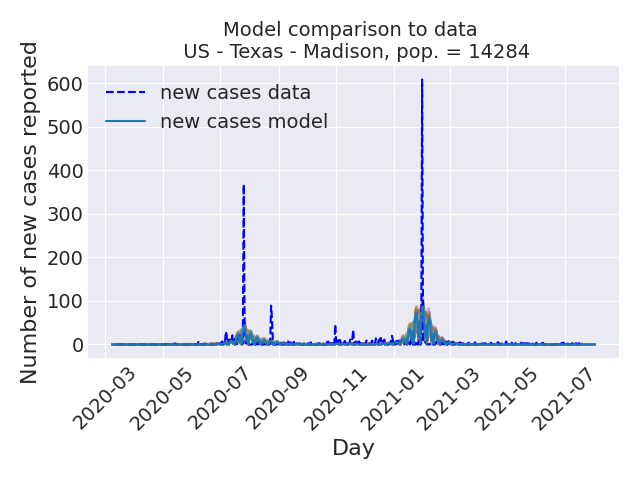 Model comparison to data
US - Texas - Madison, pop. = 14284
Number of new cases reported
600
500
400
300
200
100
0
new cases data
new cases model
2020-03
2020-05
2020-07
2020-09
2020-11
2021-01
2021-03
2021-05
2021-07
Day